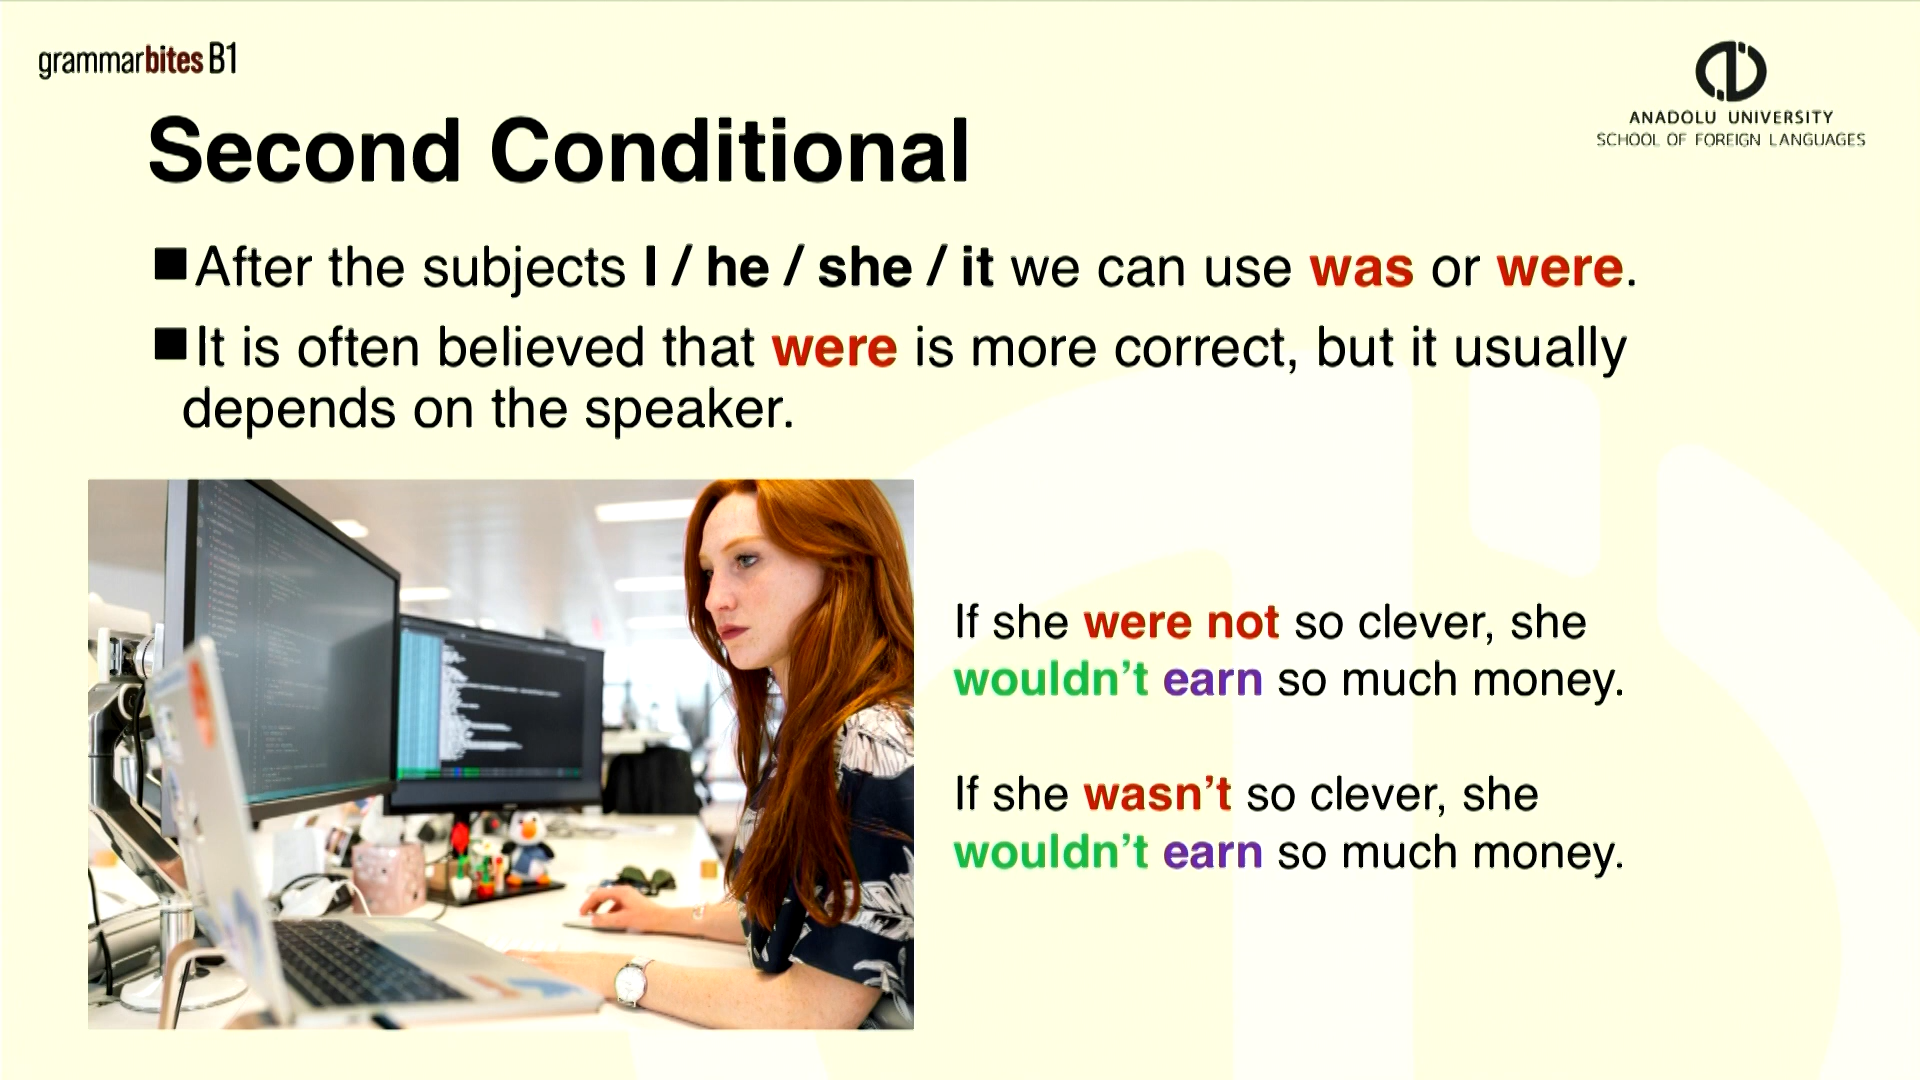 grammarbites B1
ANADOLU UNIVERSITY
SCHOOL OF FOREIGN LANGUAGES
Second Conditional
After the subjects I / he / she / it we can use was or were.
It is often believed that were is more correct, but it usually
depends on the speaker.
If she were not so clever, she
wouldn’t earn so much money.
If she wasn’t so clever, she
wouldn’t earn so much money.